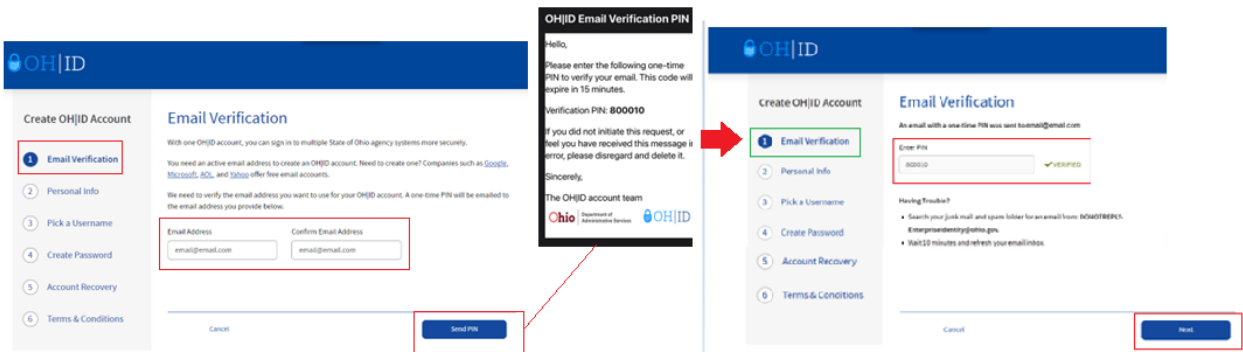 OH|ID
Create OH|ID Account
1 Email Verification
2 Personal Info
3 Pick a Username
4 Create Password
5 Account Recovery
6 Terms & Conditions
Email Verification
With one OH|ID account, you can sign in to multiple State of Ohio agency systems more securely.
You need an active email address to create an OH|ID account. Need to create one? Companies such as Google,
Microsoft, AOL, and Yahoo offer free email accounts.
We need to verify the email address you want to use for your OH|ID account. A one-time PIN will be emailed to
the email address you provide below.
Email Address
Confirm Email Address
email@email.com
email@email.com
Cancel
Send PIN
OH|ID Email Verification PIN
Hello,
Please enter the following one-time
PIN to verify your email. This code will
expire in 15 minutes.
Verification PIN: 800010
If you did not initiate this request, or
feel you have received this message in
error, please disregard and delete it.
Sincerely,
The OH|ID account team
Ohio Department of
Administrative Services
OH|ID
OH|ID
Create OH|ID Account
1 Email Verification
2 Personal Info
3 Pick a Username
4 Create Password
5 Account Recovery
6 Terms & Conditions
Email Verification
An email with a one-time PIN was sent to email@email.com
Enter PIN
800010
VERIFIED
Having Trouble?
• Search your junk mail and spam folder for an email from: DONOTREPLY-
EnterpriseIdentity@ohio.gov.
• Wait 10 minutes and refresh your email inbox.
Cancel
Next